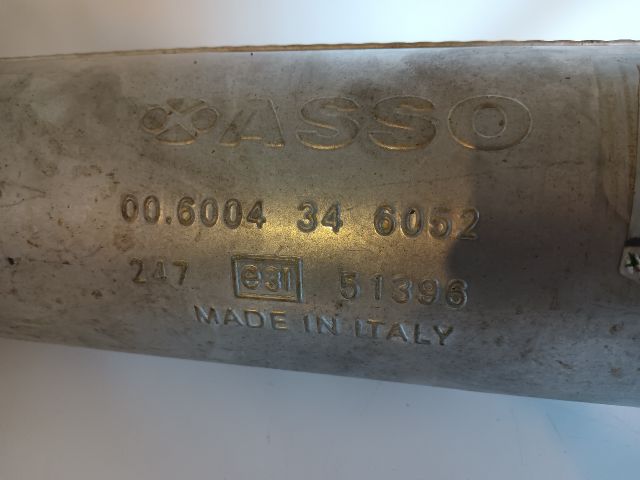 ASSO
00.6004 34 6052
247 e31 51396
MADE IN ITALY